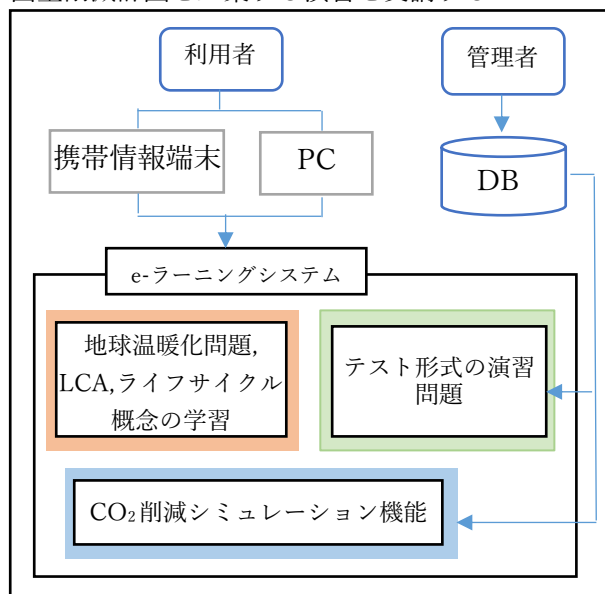 利用者
管理者
携帯情報端末
PC
DB
e-ラーニングシステム
地球温暖化問題,
LCA,ライフサイクル
概念の学習
テスト形式の演習
問題
CO₂削減シミュレーション機能